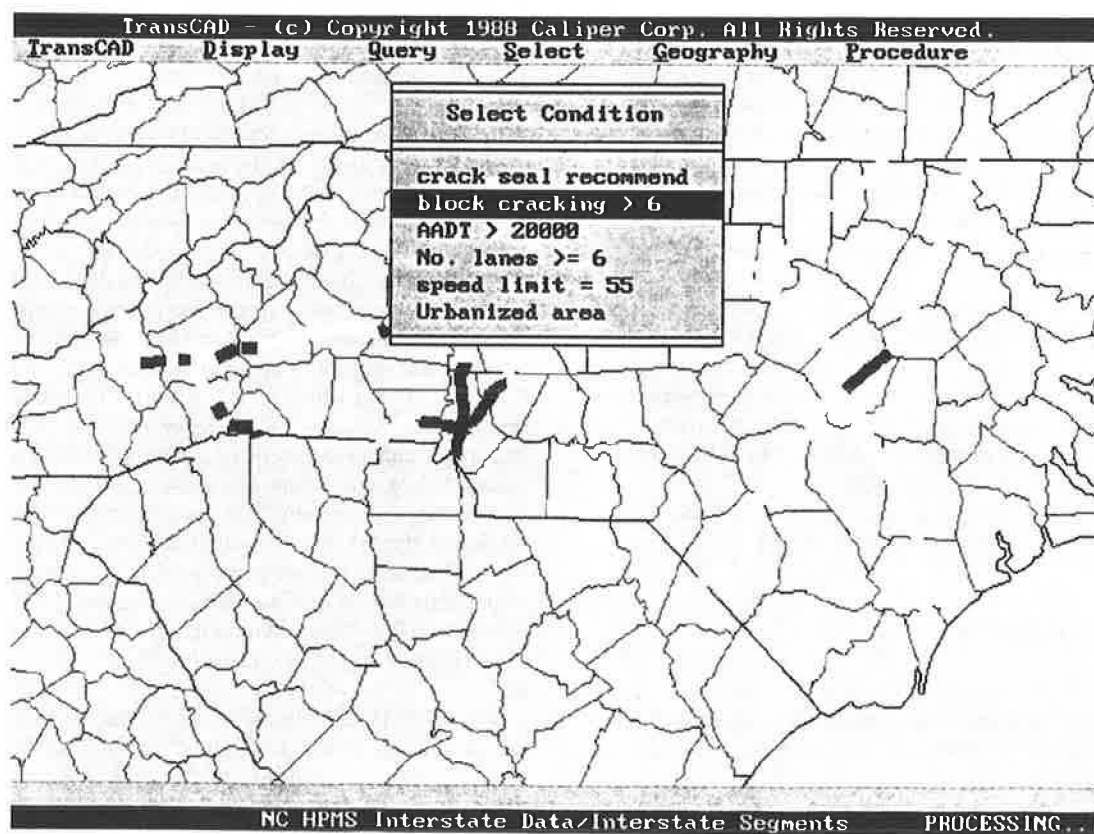 TransCAD - (c) Copyright 1988 Caliper Corp. All Rights Reserved.
TransCAD Display Query Select Geography Procedure
Select Condition
crack seal recommend
block cracking > 6
AADT > 20000
No. lanes >= 6
speed limit = 55
Urbanized area
NC HPMS Interstate Data/Interstate Segments PROCESSING..